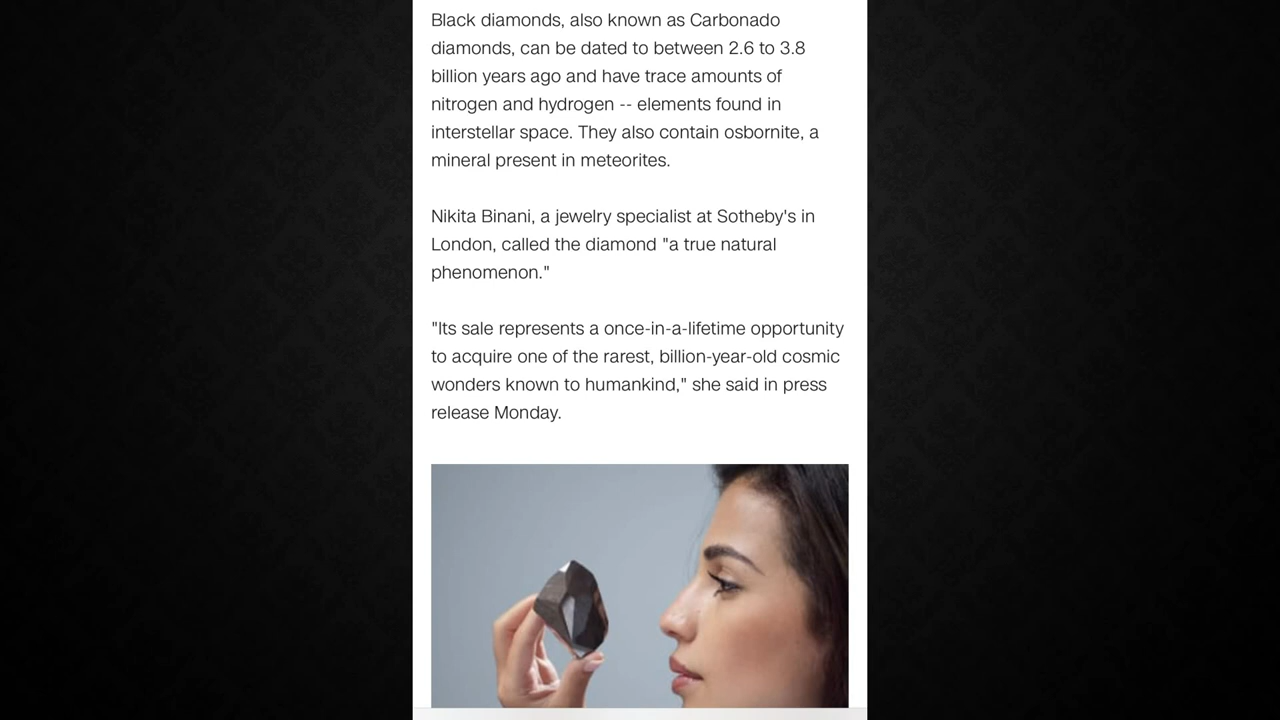 Black diamonds, also known as Carbonado
diamonds, can be dated to between 2.6 to 3.8
billion years ago and have trace amounts of
nitrogen and hydrogen -- elements found in
interstellar space. They also contain osbornite, a
mineral present in meteorites.
Nikita Binani, a jewelry specialist at Sotheby's in
London, called the diamond "a true natural
phenomenon."
"Its sale represents a once-in-a-lifetime opportunity
to acquire one of the rarest, billion-year-old cosmic
wonders known to humankind," she said in press
release Monday.